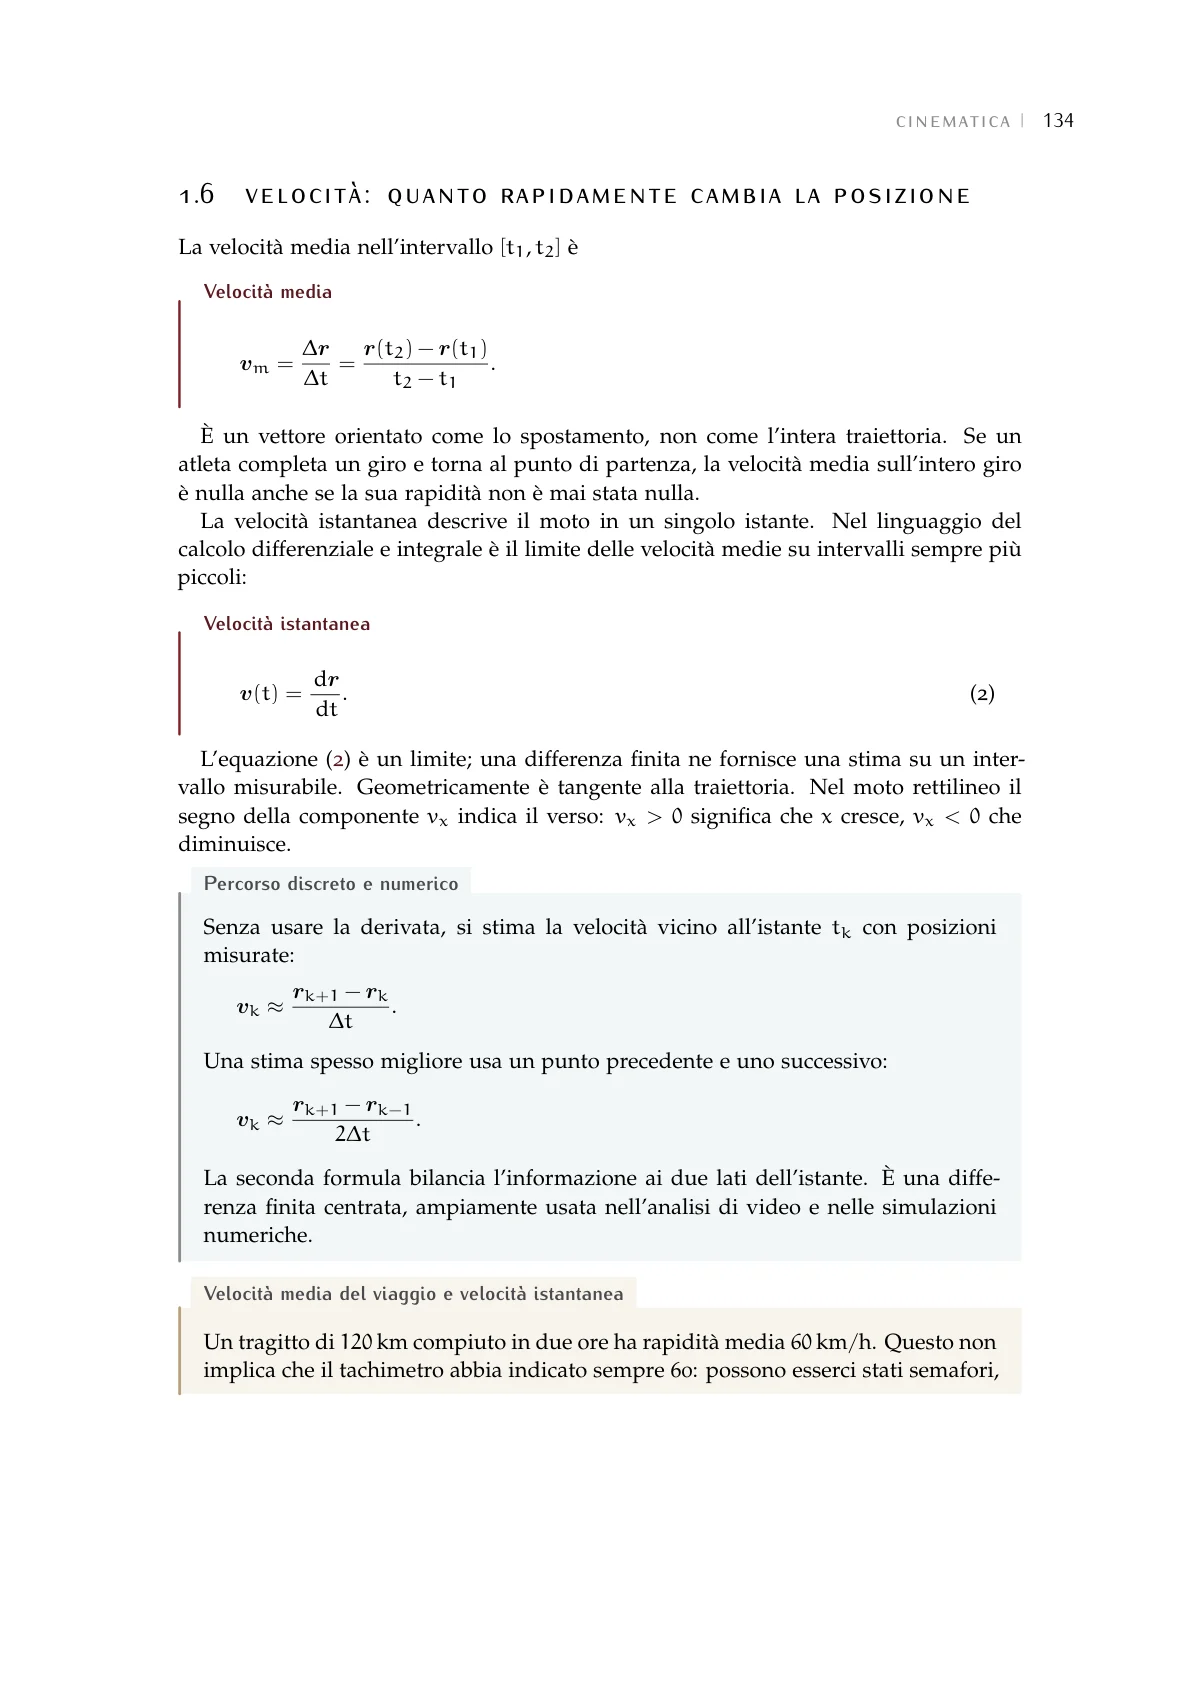 CINEMATICA | 134
1.6 VELOCITÀ: QUANTO RAPIDAMENTE CAMBIA LA POSIZIONE
La velocità media nell'intervallo [t₁, t₂] è
Velocità media
v_m = Δr/Δt = (r(t₂) − r(t₁))/(t₂ − t₁).
È un vettore orientato come lo spostamento, non come l'intera traiettoria. Se un
atleta completa un giro e torna al punto di partenza, la velocità media sull'intero giro
è nulla anche se la sua rapidità non è mai stata nulla.
La velocità istantanea descrive il moto in un singolo istante. Nel linguaggio del
calcolo differenziale e integrale è il limite delle velocità medie su intervalli sempre più
piccoli:
Velocità istantanea
v(t) = dr/dt. (2)
L'equazione (2) è un limite; una differenza finita ne fornisce una stima su un inter-
vallo misurabile. Geometricamente è tangente alla traiettoria. Nel moto rettilineo il
segno della componente vₓ indica il verso: vₓ > 0 significa che x cresce, vₓ < 0 che
diminuisce.
Percorso discreto e numerico
Senza usare la derivata, si stima la velocità vicino all'istante t_k con posizioni
misurate:
v_k ≈ (r_{k+1} − r_k)/Δt.
Una stima spesso migliore usa un punto precedente e uno successivo:
v_k ≈ (r_{k+1} − r_{k−1})/2Δt.
La seconda formula bilancia l'informazione ai due lati dell'istante. È una diffe-
renza finita centrata, ampiamente usata nell'analisi di video e nelle simulazioni
numeriche.
Velocità media del viaggio e velocità istantanea
Un tragitto di 120 km compiuto in due ore ha rapidità media 60 km/h. Questo non
implica che il tachimetro abbia indicato sempre 60: possono esserci stati semafori,